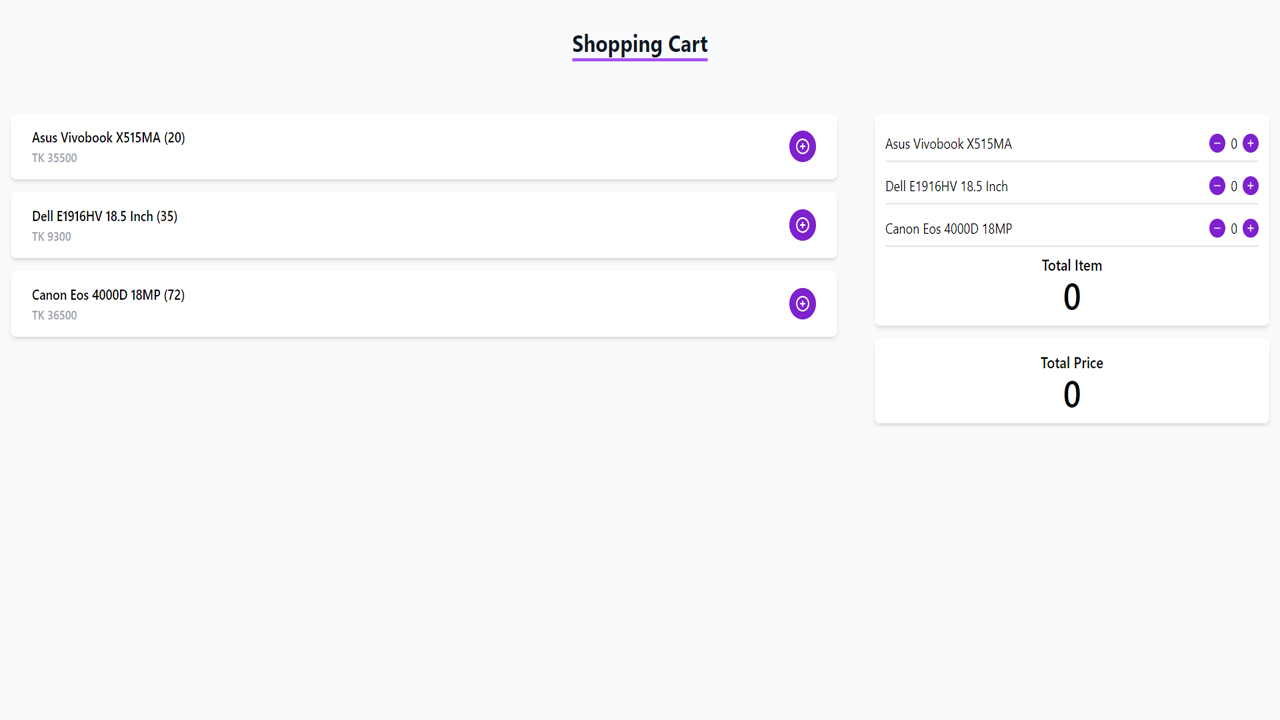 Shopping Cart
Asus Vivobook X515MA (20)
TK 35500
Dell E1916HV 18.5 Inch (35)
TK 9300
Canon Eos 4000D 18MP (72)
TK 36500
Asus Vivobook X515MA − 0 +
Dell E1916HV 18.5 Inch − 0 +
Canon Eos 4000D 18MP − 0 +
Total Item
0
Total Price
0